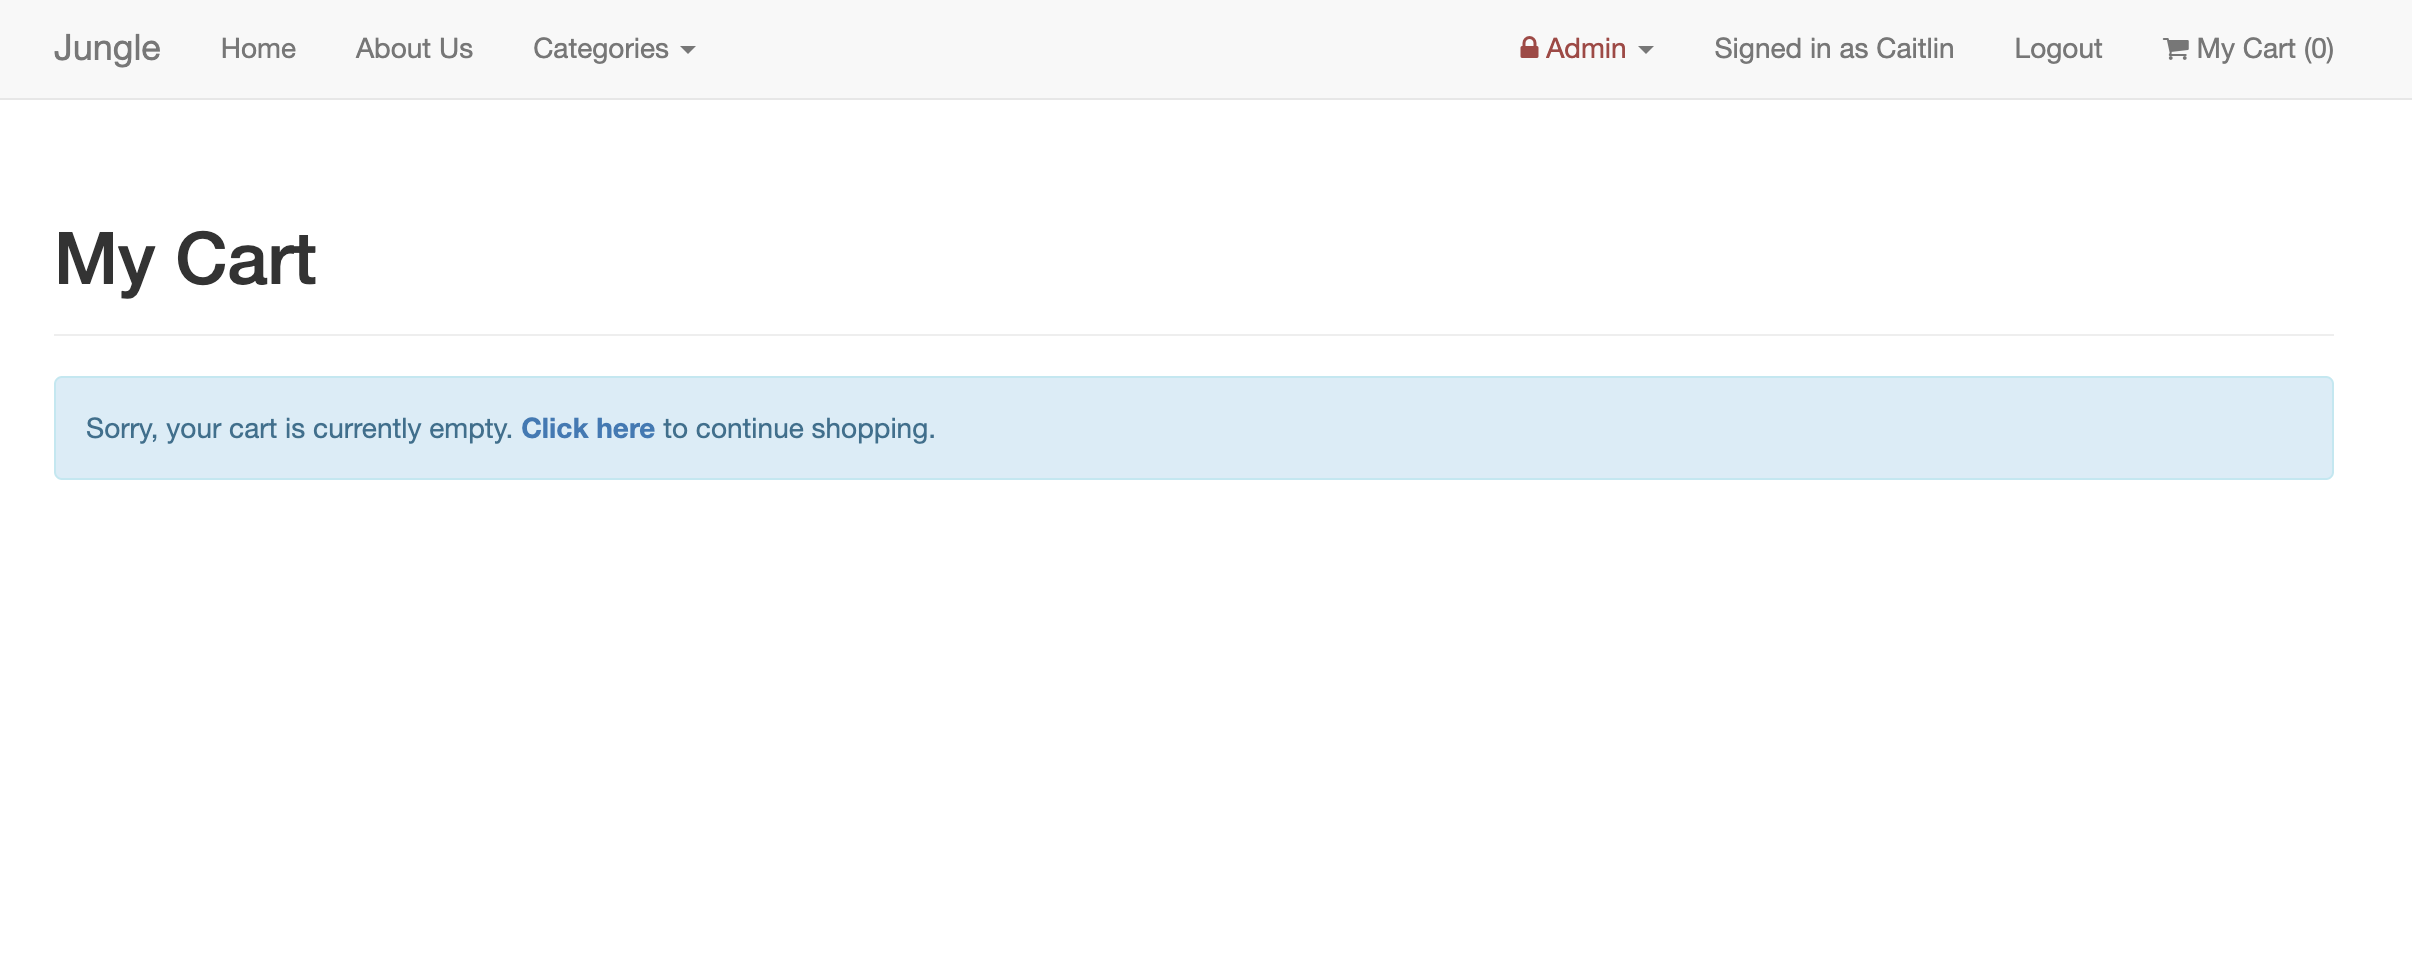 Jungle Home About Us Categories Admin Signed in as Caitlin Logout My Cart (0)
My Cart
Sorry, your cart is currently empty. Click here to continue shopping.